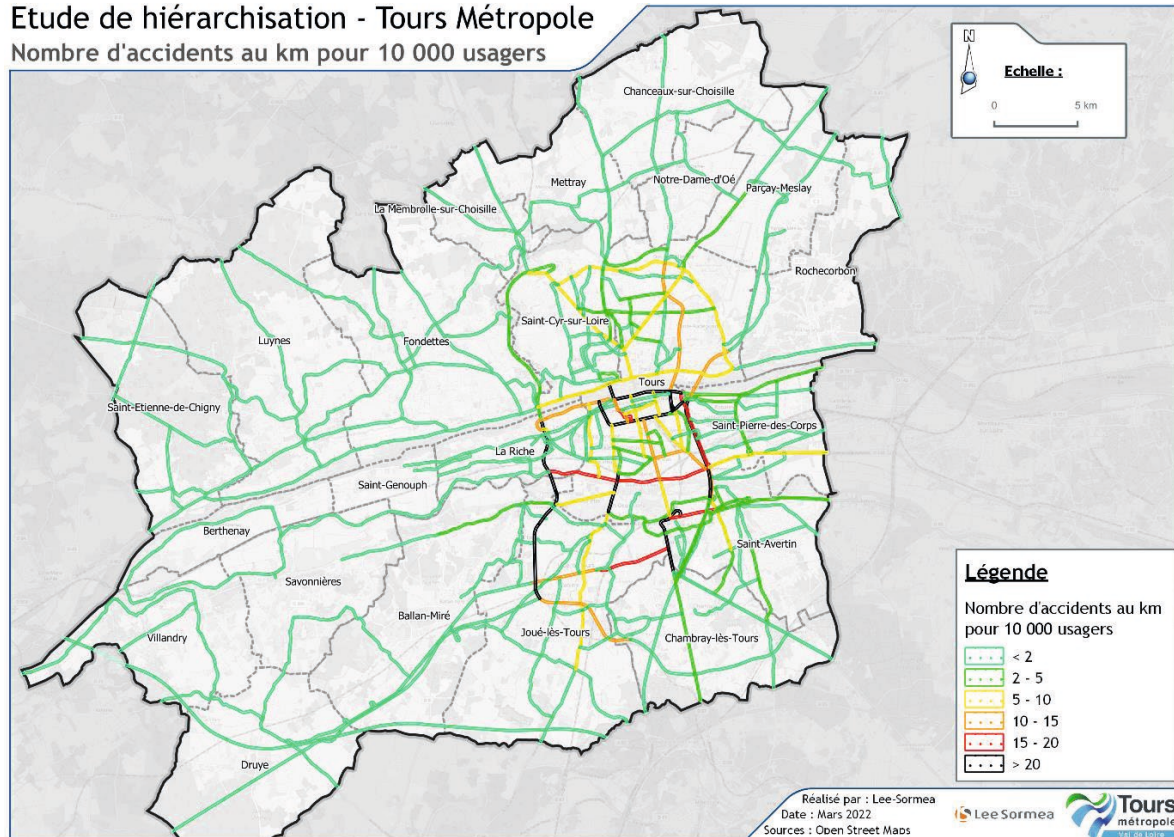 Etude de hiérarchisation - Tours Métropole
Nombre d'accidents au km pour 10 000 usagers
N
Echelle :
0 5 km
Chanceaux-sur-Choisille
Mettray
Notre-Dame-d'Oé
Parçay-Meslay
La Membrolle-sur-Choisille
Rochecorbon
Saint-Cyr-sur-Loire
Luynes
Fondettes
Tours
Saint-Etienne-de-Chigny
Saint-Pierre-des-Corps
La Riche
Saint-Genouph
Berthenay
Saint-Avertin
Savonnières
Ballan-Miré
Villandry
Joué-lès-Tours
Chambray-lès-Tours
Druye
Légende
Nombre d'accidents au km
pour 10 000 usagers
< 2
2 - 5
5 - 10
10 - 15
15 - 20
> 20
Réalisé par : Lee-Sormea
Date : Mars 2022
Sources : Open Street Maps
Lee Sormea
Tours
métropole
Val de Loire